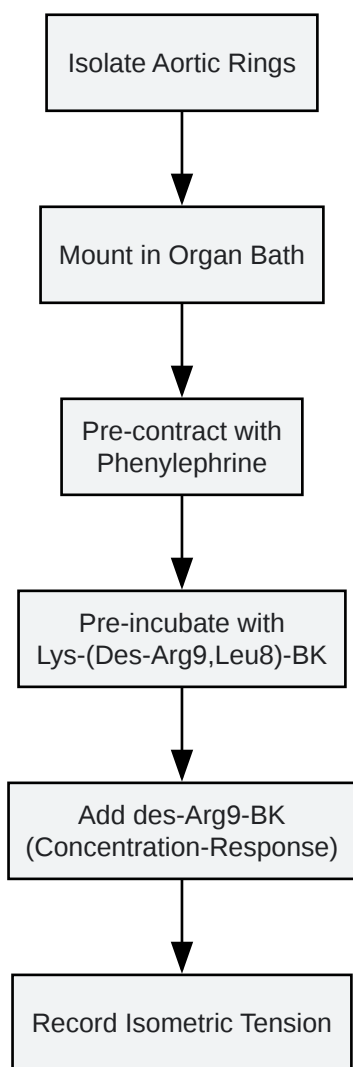 Isolate Aortic Rings
Mount in Organ Bath
Pre-contract with
Phenylephrine
Pre-incubate with
Lys-(Des-Arg9,Leu8)-BK
Add des-Arg9-BK
(Concentration-Response)
Record Isometric Tension